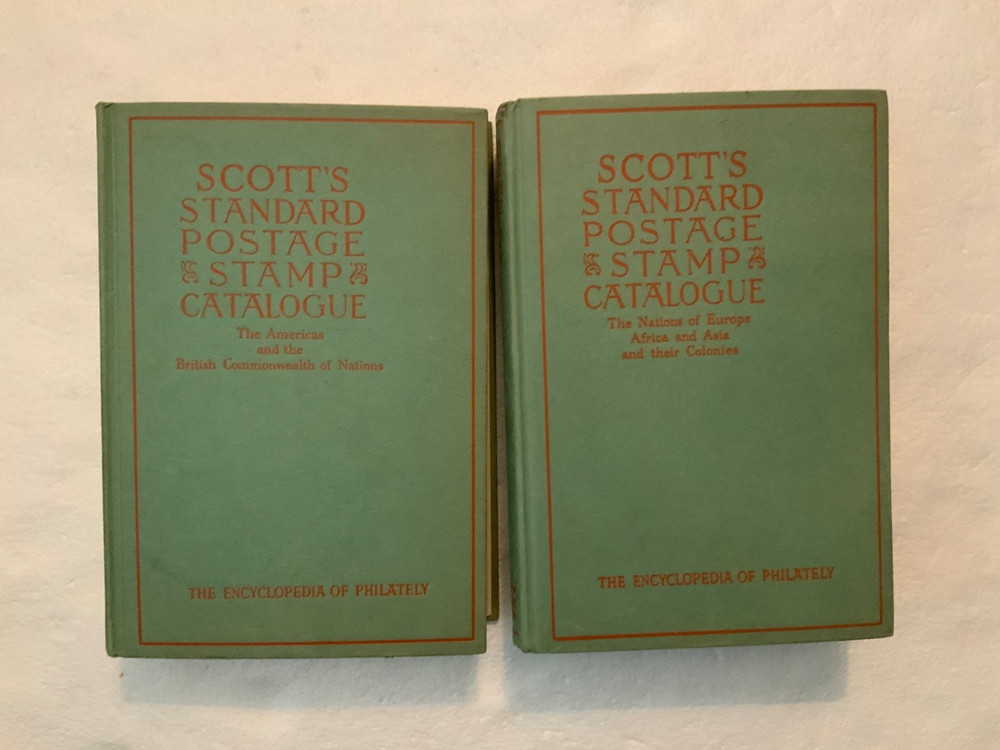 SCOTT'S
STANDARD
POSTAGE
STAMP
CATALOGUE
The Americas
and the
British Commonwealth of Nations
THE ENCYCLOPEDIA OF PHILATELY
SCOTT'S
STANDARD
POSTAGE
STAMP
CATALOGUE
The Nations of Europe
Africa and Asia
and their Colonies
THE ENCYCLOPEDIA OF PHILATELY